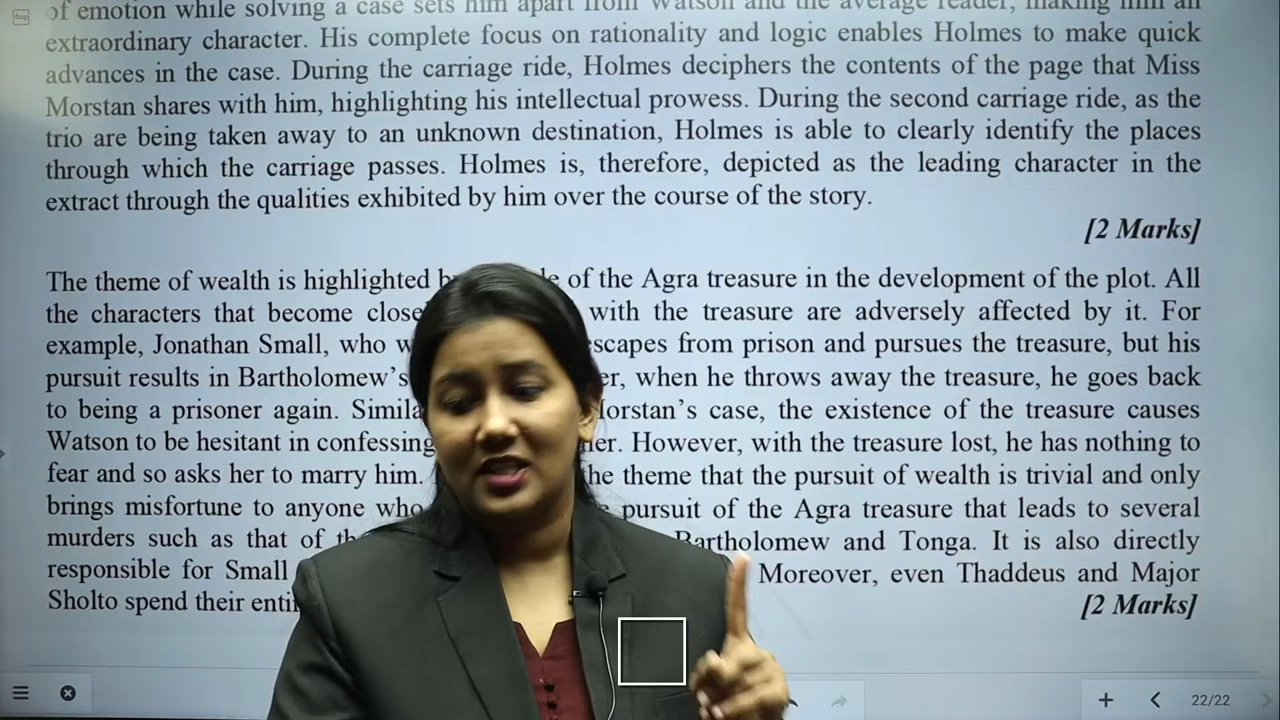 of emotion while solving a case sets him apart from Watson and the average reader, making him an
extraordinary character. His complete focus on rationality and logic enables Holmes to make quick
advances in the case. During the carriage ride, Holmes deciphers the contents of the page that Miss
Morstan shares with him, highlighting his intellectual prowess. During the second carriage ride, as the
trio are being taken away to an unknown destination, Holmes is able to clearly identify the places
through which the carriage passes. Holmes is, therefore, depicted as the leading character in the
extract through the qualities exhibited by him over the course of the story.
[2 Marks]
The theme of wealth is highlighted of the Agra treasure in the development of the plot. All
the characters that become with the treasure are adversely affected by it. For
example, Jonathan Small, who from prison and pursues the treasure, but his
pursuit results in Bartholomew's when he throws away the treasure, he goes back
to being a prisoner again. case, the existence of the treasure causes
Watson to be hesitant in confessing However, with the treasure lost, he has nothing to
fear and so asks her to marry him. theme that the pursuit of wealth is trivial and only
brings misfortune to anyone who pursuit of the Agra treasure that leads to several
murders such as that of Bartholomew and Tonga. It is also directly
responsible for Small Moreover, even Thaddeus and Major
Sholto spend their [2 Marks]
22/22